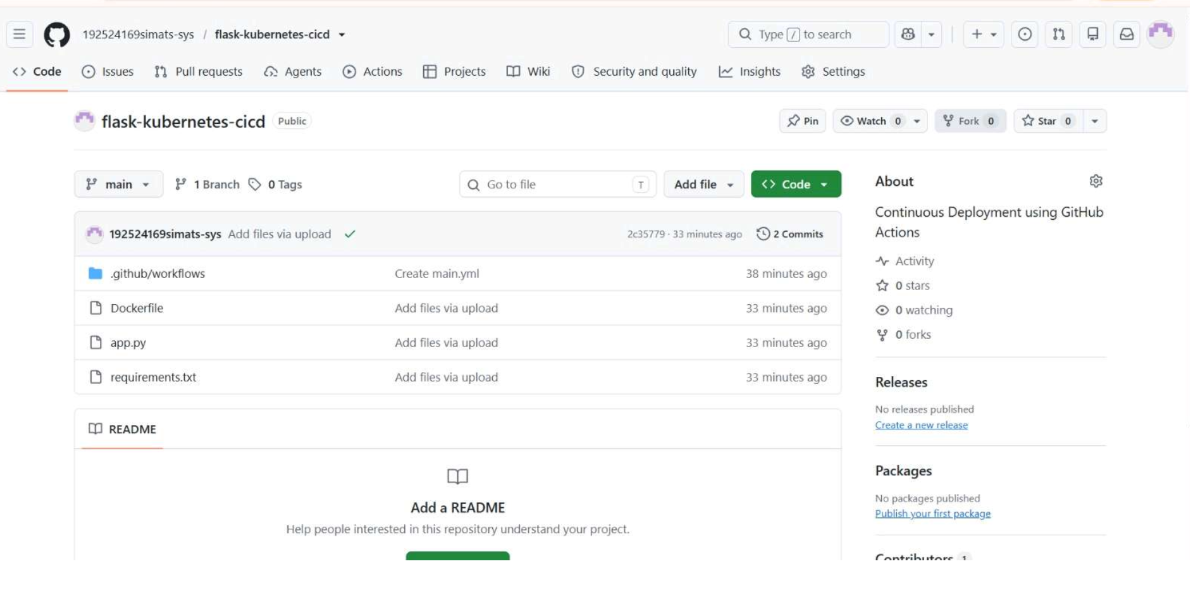 192524169simats-sys / flask-kubernetes-cicd
Type / to search
Code Issues Pull requests Agents Actions Projects Wiki Security and quality Insights Settings
flask-kubernetes-cicd Public
Pin Watch 0 Fork 0 Star 0
main 1 Branch 0 Tags Go to file T Add file Code
192524169simats-sys Add files via upload 2c35779 · 33 minutes ago 2 Commits
.github/workflows Create main.yml 38 minutes ago
Dockerfile Add files via upload 33 minutes ago
app.py Add files via upload 33 minutes ago
requirements.txt Add files via upload 33 minutes ago
README
Add a README
Help people interested in this repository understand your project.
About
Continuous Deployment using GitHub
Actions
Activity
0 stars
0 watching
0 forks
Releases
No releases published
Create a new release
Packages
No packages published
Publish your first package
Contributors 1